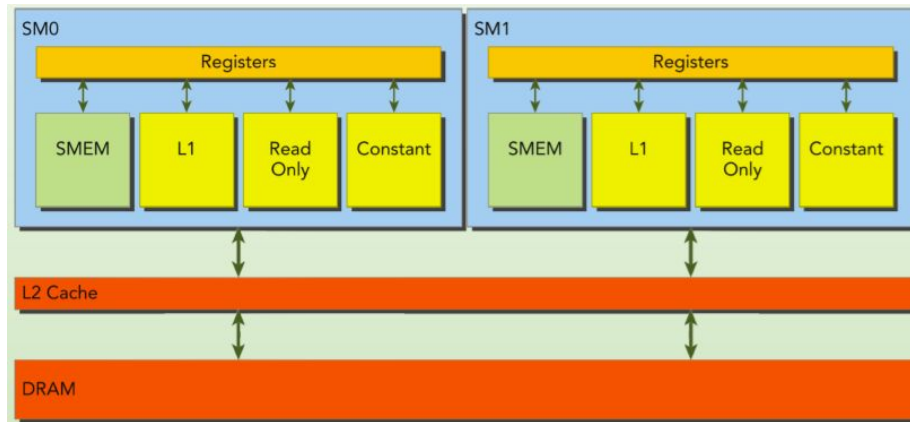 SM0
SM1
Registers
Registers
SMEM
L1
Read
Only
Constant
SMEM
L1
Read
Only
Constant
L2 Cache
DRAM